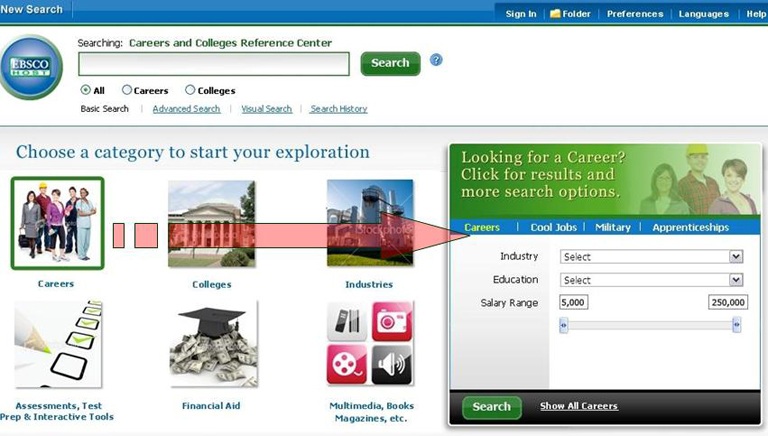 New Search
Sign In
Folder
Preferences
Languages
Help
EBSCO
HOST
Searching: Careers and Colleges Reference Center
Search
?
All
Careers
Colleges
Basic Search
Advanced Search
Visual Search
Search History
Choose a category to start your exploration
Careers
Colleges
Industries
Assessments, Test
Prep & Interactive Tools
Financial Aid
Multimedia, Books
Magazines, etc.
iStockphoto
Looking for a Career?
Click for results and
more search options.
Careers
Cool Jobs
Military
Apprenticeships
Industry
Select
Education
Select
Salary Range
5,000
250,000
Search
Show All Careers